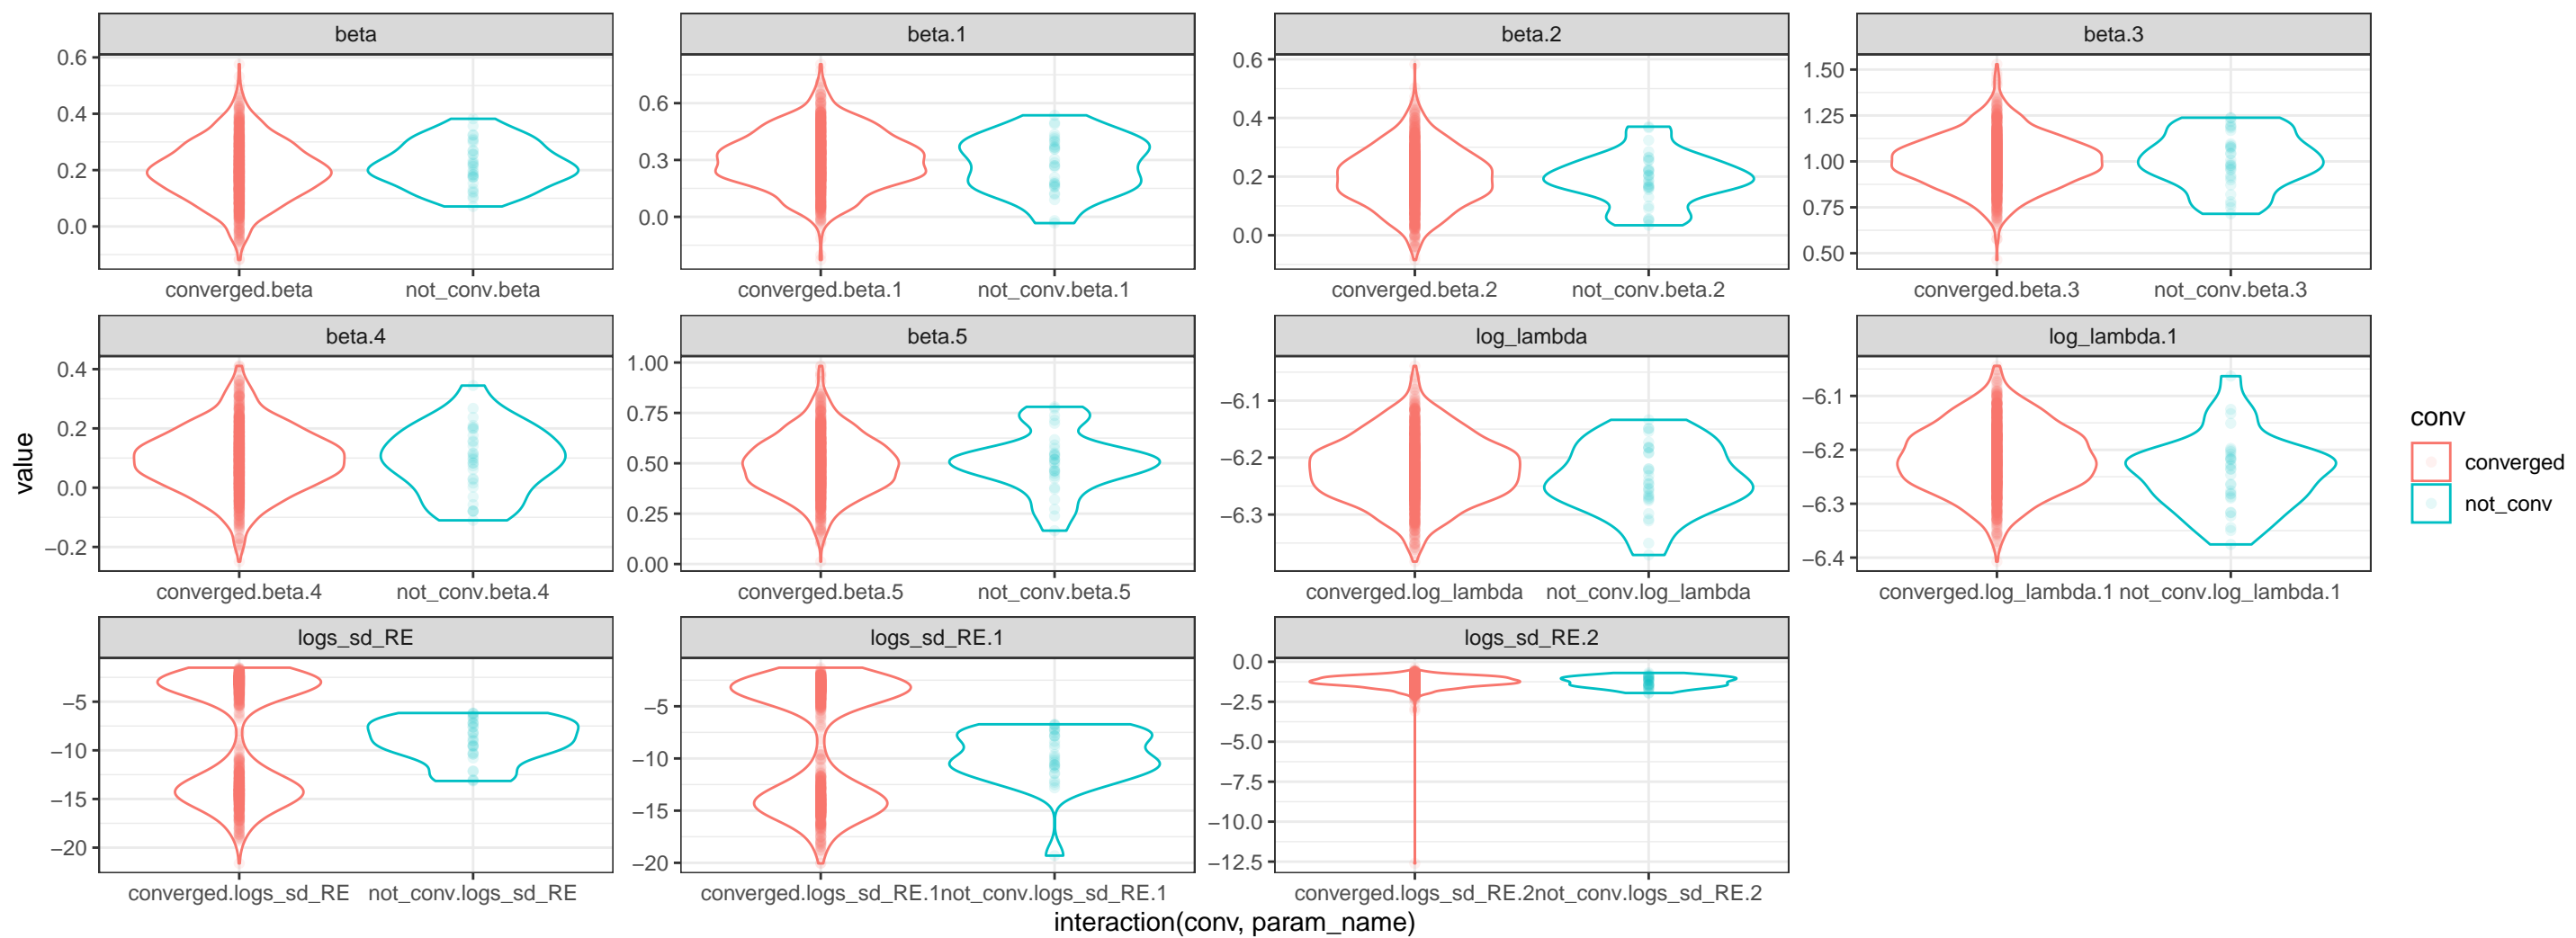 beta
beta.1
beta.2
beta.3
0.6
0.4
0.2
0.0
0.6
0.3
0.0
0.6
0.4
0.2
0.0
1.50
1.25
1.00
0.75
0.50
converged.beta
not_conv.beta
converged.beta.1
not_conv.beta.1
converged.beta.2
not_conv.beta.2
converged.beta.3
not_conv.beta.3
beta.4
beta.5
log_lambda
log_lambda.1
0.4
0.2
0.0
−0.2
1.00
0.75
0.50
0.25
0.00
−6.1
−6.2
−6.3
−6.1
−6.2
−6.3
−6.4
converged.beta.4
not_conv.beta.4
converged.beta.5
not_conv.beta.5
converged.log_lambda
not_conv.log_lambda
converged.log_lambda.1
not_conv.log_lambda.1
logs_sd_RE
logs_sd_RE.1
logs_sd_RE.2
−5
−10
−15
−20
−5
−10
−15
−20
0.0
−2.5
−5.0
−7.5
−10.0
−12.5
converged.logs_sd_RE
not_conv.logs_sd_RE
converged.logs_sd_RE.1
not_conv.logs_sd_RE.1
converged.logs_sd_RE.2
not_conv.logs_sd_RE.2
value
interaction(conv, param_name)
conv
converged
not_conv